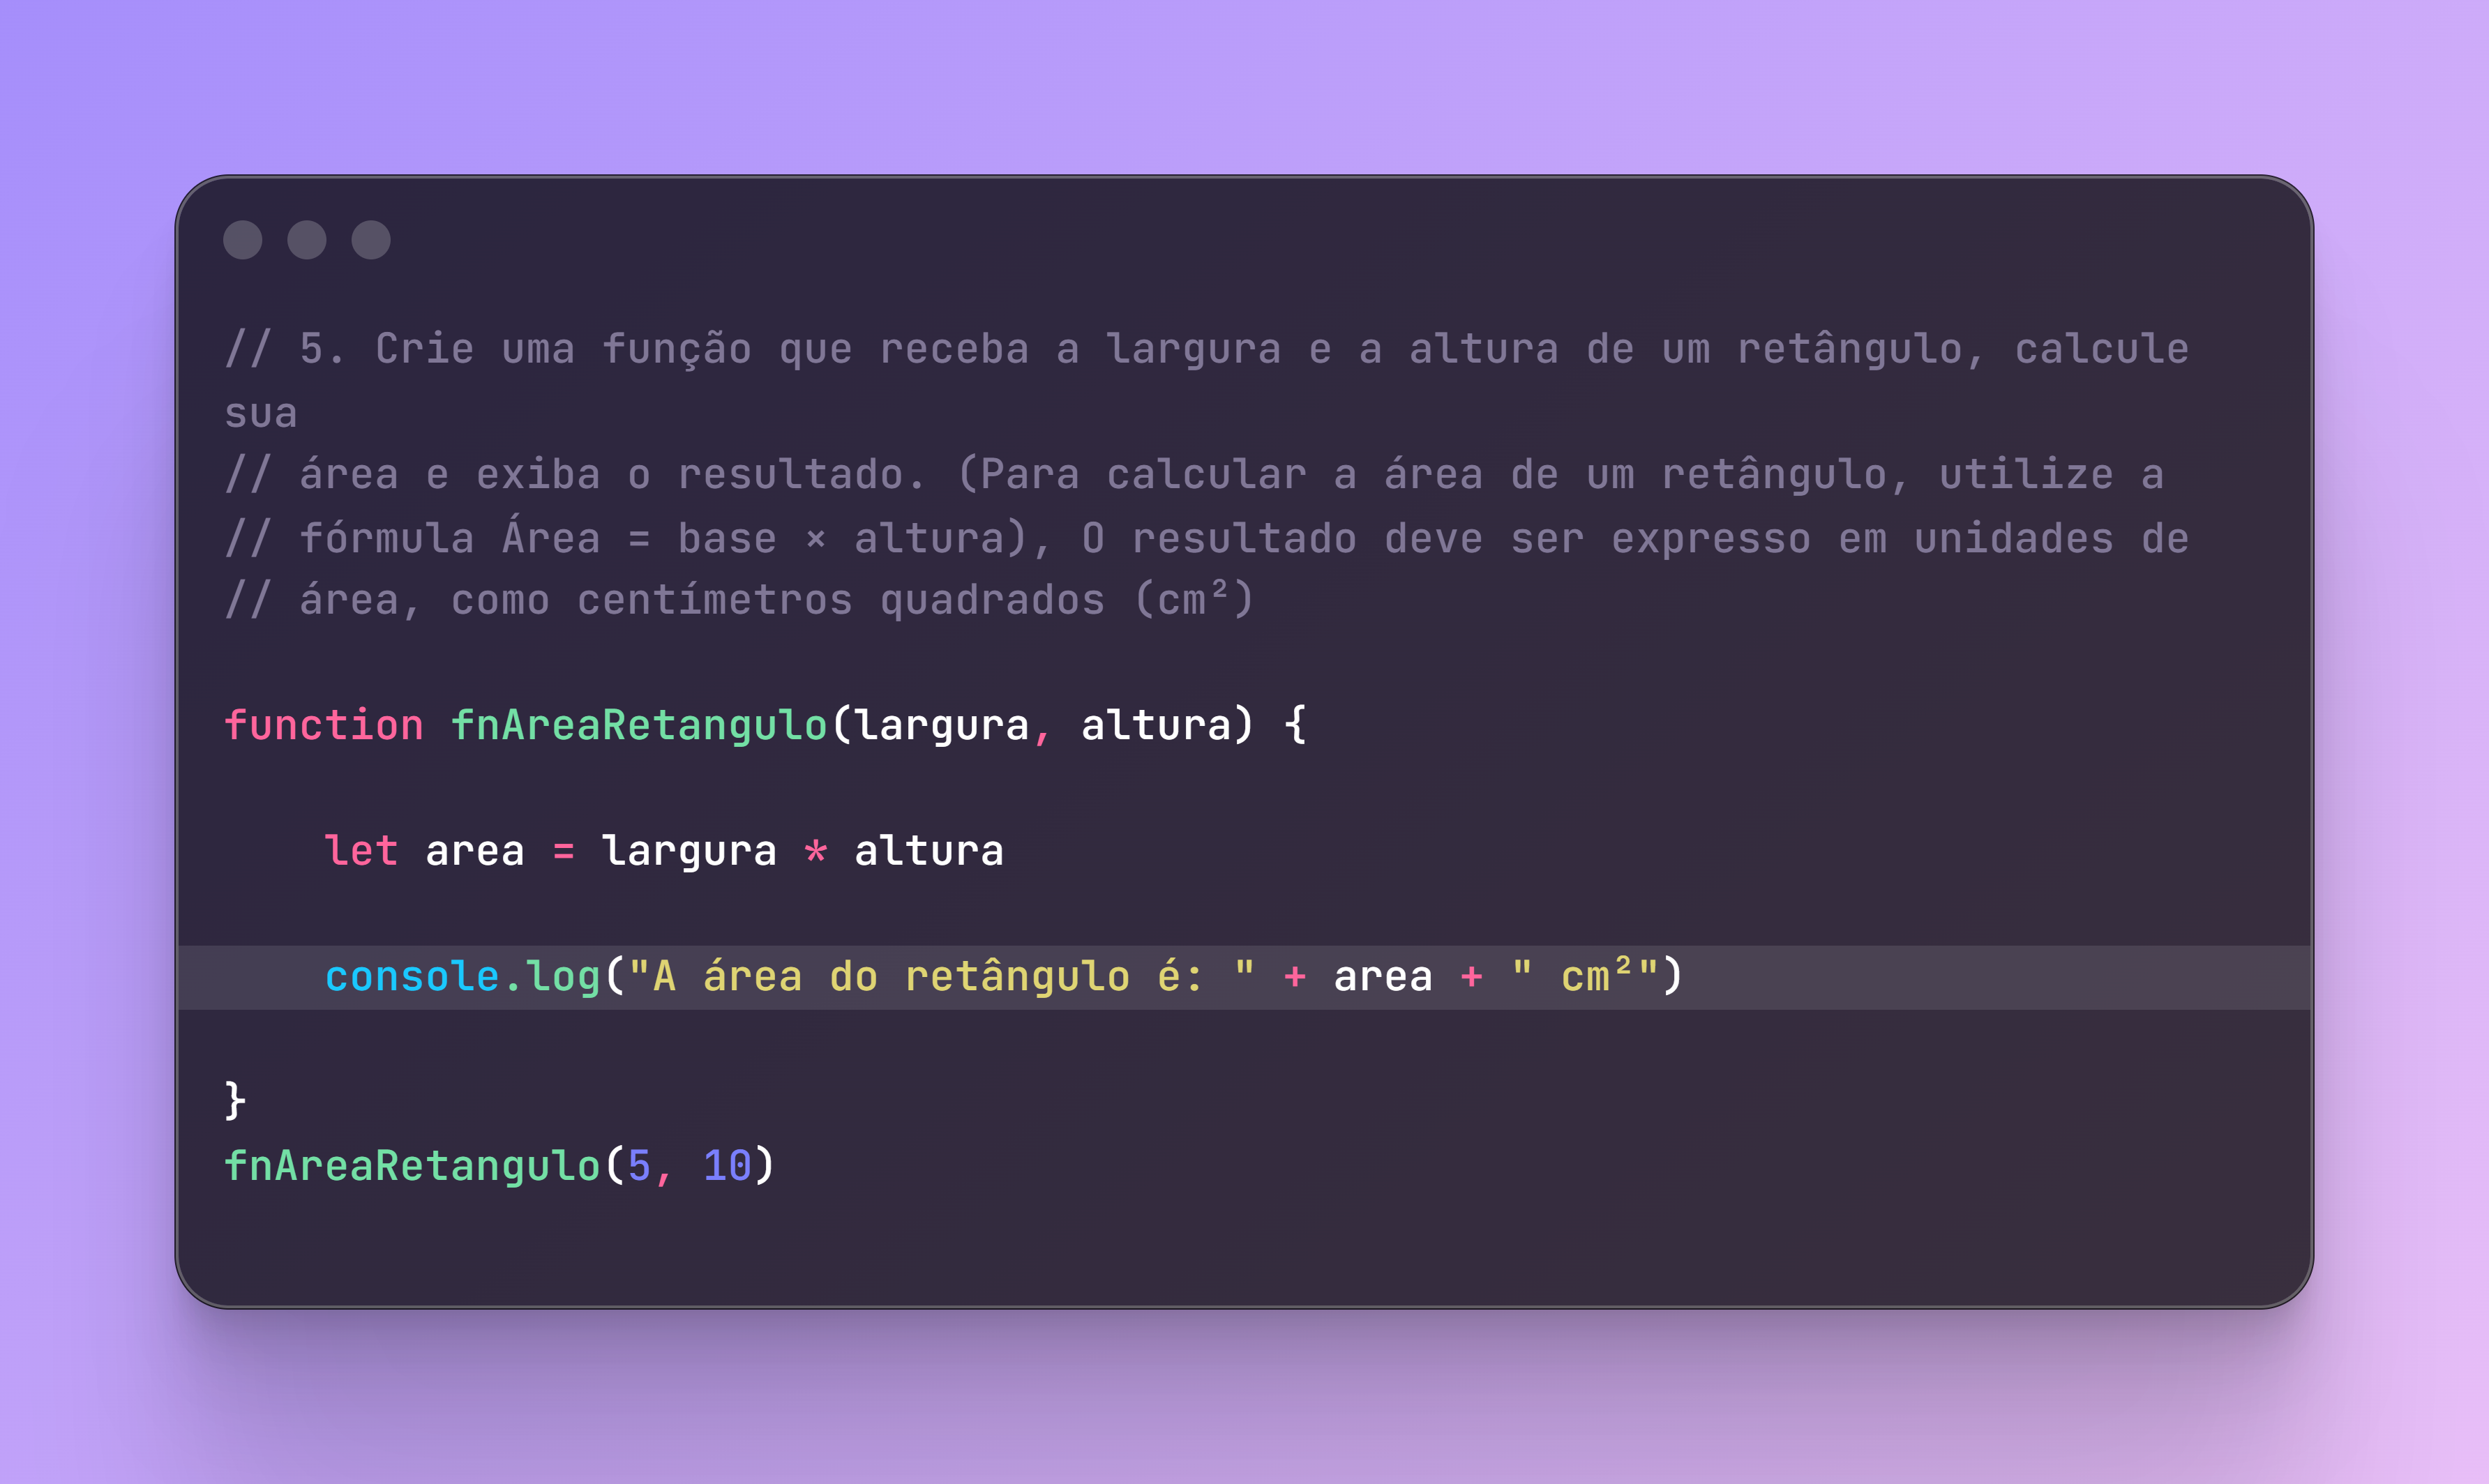 // 5. Crie uma função que receba a largura e a altura de um retângulo, calcule
sua
// área e exiba o resultado. (Para calcular a área de um retângulo, utilize a
// fórmula Área = base × altura), O resultado deve ser expresso em unidades de
// área, como centímetros quadrados (cm²)
function fnAreaRetangulo(largura, altura) {
    let area = largura * altura
    console.log("A área do retângulo é: " + area + " cm²")
}
fnAreaRetangulo(5, 10)